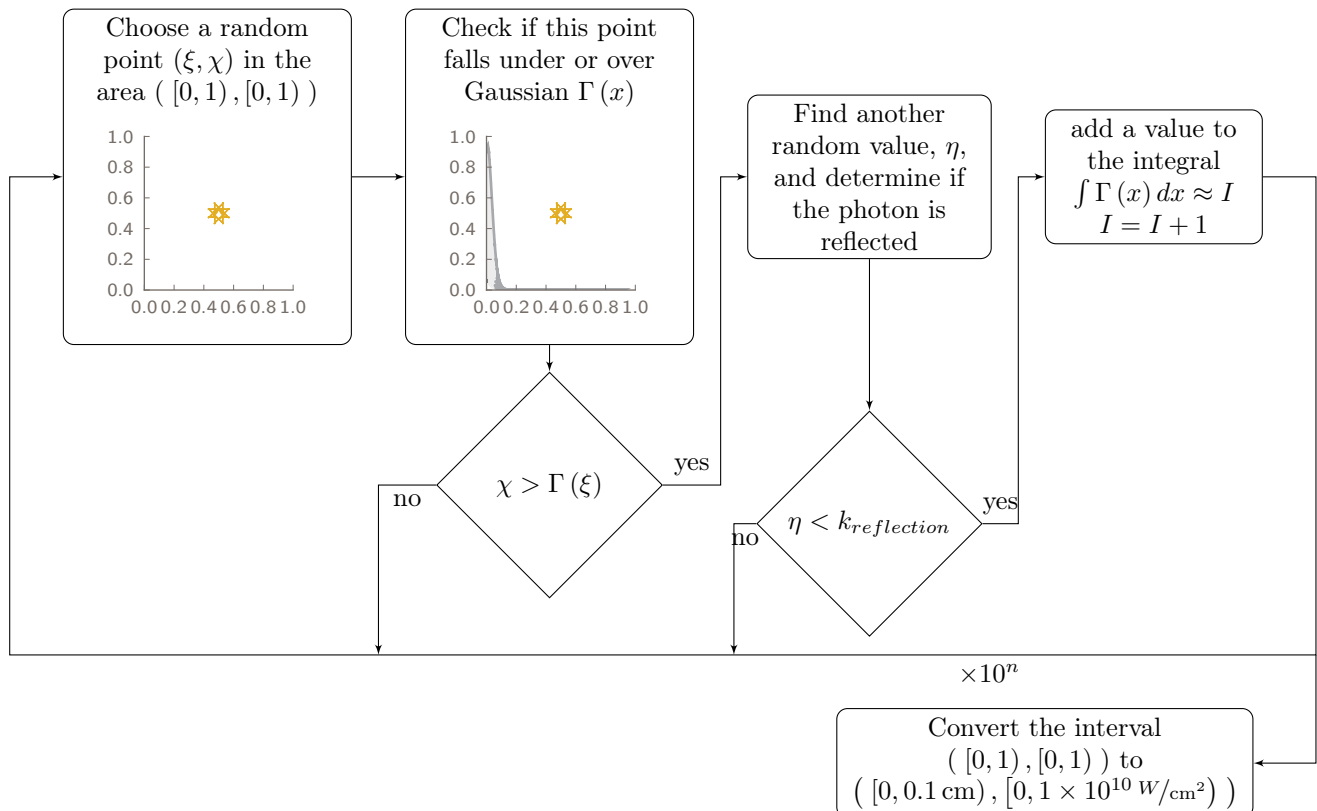 Choose a random
point (ξ, χ) in the
area ( [0, 1) , [0, 1) )
1.0
0.8
0.6
0.4
0.2
0.0
0.0 0.2 0.4 0.6 0.8 1.0
Check if this point
falls under or over
Gaussian Γ (x)
1.0
0.8
0.6
0.4
0.2
0.0
0.0 0.2 0.4 0.6 0.8 1.0
Find another
random value, η,
and determine if
the photon is
reflected
add a value to
the integral
∫ Γ (x) dx ≈ I
I = I + 1
χ > Γ (ξ)
no
yes
η < k_{reflection}
no
yes
×10ⁿ
Convert the interval
( [0, 1) , [0, 1) ) to
( [0, 0.1 cm) , [0, 1 × 10¹⁰ W/cm²) )